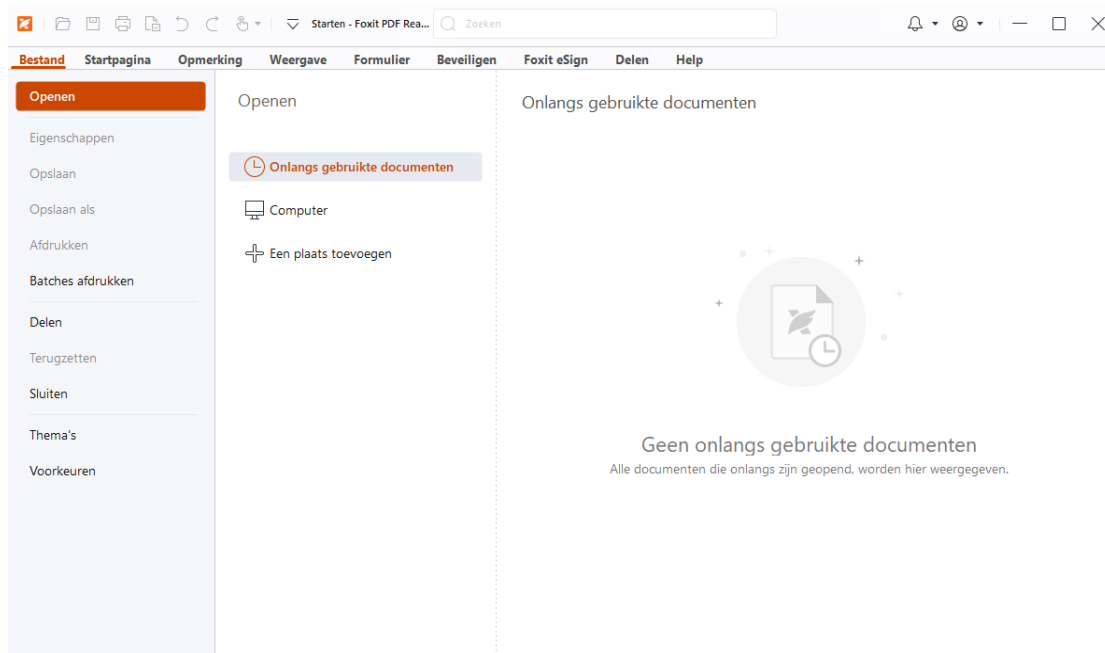 Starten - Foxit PDF Rea...
Zoeken
Bestand Startpagina Opmerking Weergave Formulier Beveiligen Foxit eSign Delen Help
Openen
Eigenschappen
Opslaan
Opslaan als
Afdrukken
Batches afdrukken
Delen
Terugzetten
Sluiten
Thema's
Voorkeuren
Openen
Onlangs gebruikte documenten
Computer
Een plaats toevoegen
Onlangs gebruikte documenten
Geen onlangs gebruikte documenten
Alle documenten die onlangs zijn geopend, worden hier weergegeven.